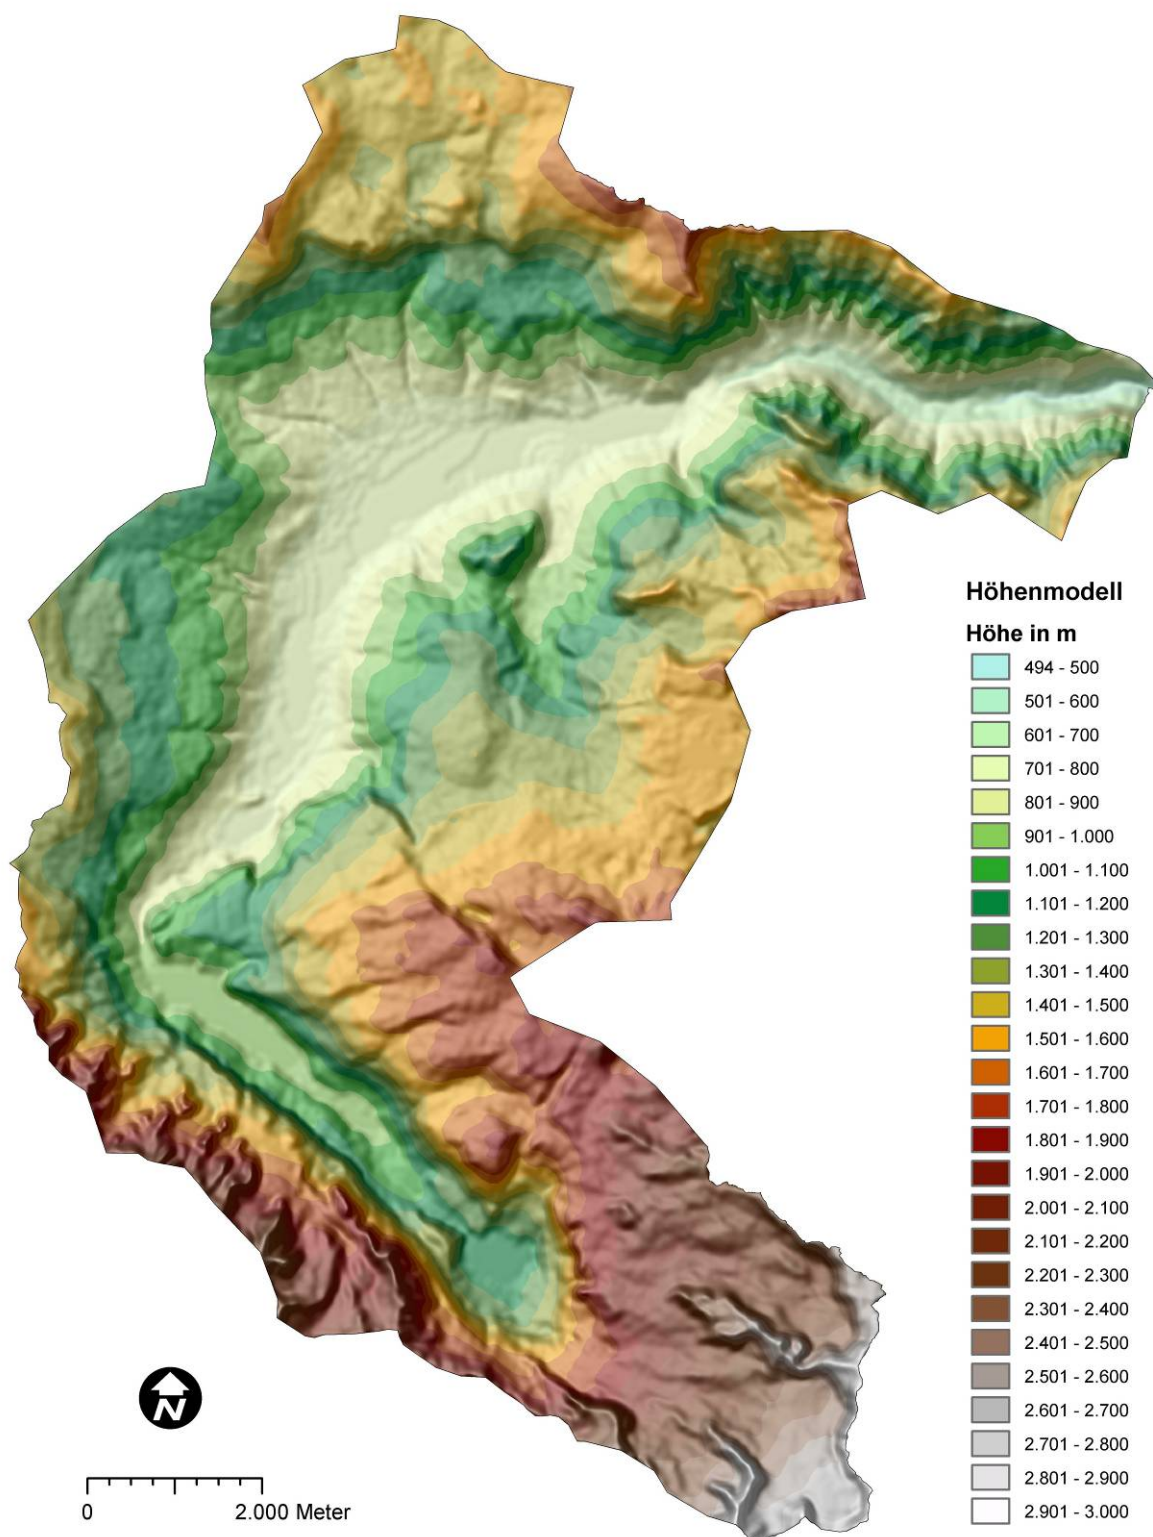 Höhenmodell
Höhe in m
494 - 500
501 - 600
601 - 700
701 - 800
801 - 900
901 - 1.000
1.001 - 1.100
1.101 - 1.200
1.201 - 1.300
1.301 - 1.400
1.401 - 1.500
1.501 - 1.600
1.601 - 1.700
1.701 - 1.800
1.801 - 1.900
1.901 - 2.000
2.001 - 2.100
2.101 - 2.200
2.201 - 2.300
2.301 - 2.400
2.401 - 2.500
2.501 - 2.600
2.601 - 2.700
2.701 - 2.800
2.801 - 2.900
2.901 - 3.000
N
0 2.000 Meter